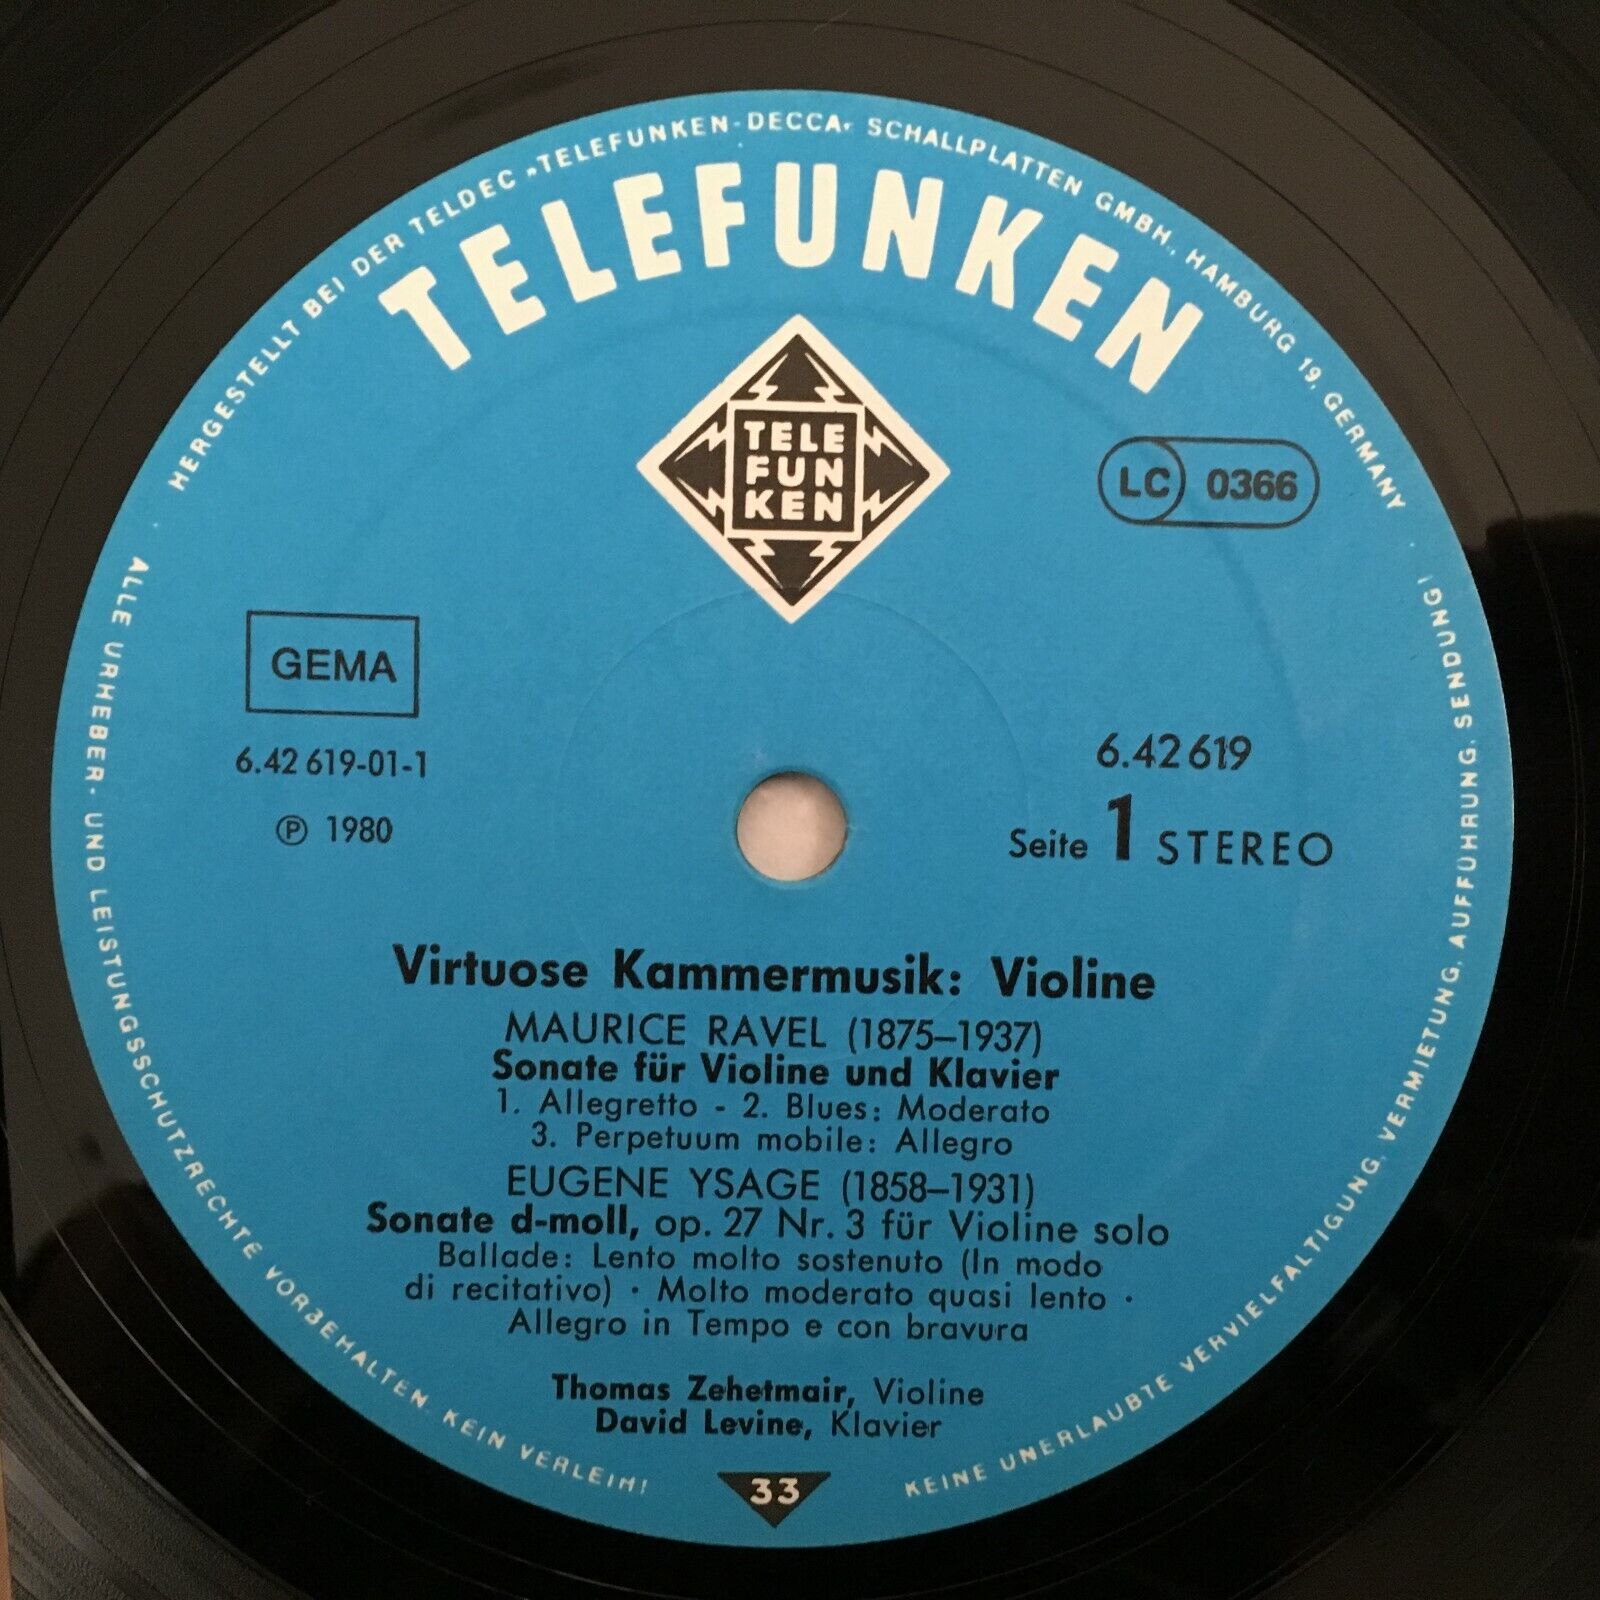 HERGESTELLT BEI DER TELDEC »TELEFUNKEN-DECCA« SCHALLPLATTEN GMBH., HAMBURG 19, GERMANY
TELEFUNKEN
TELE
FUN
KEN
LC 0366
GEMA
6.42 619-01-1
℗ 1980
6.42 619
Seite 1 STEREO
Virtuose Kammermusik: Violine
MAURICE RAVEL (1875–1937)
Sonate für Violine und Klavier
1. Allegretto - 2. Blues: Moderato
3. Perpetuum mobile: Allegro
EUGENE YSAGE (1858–1931)
Sonate d-moll, op. 27 Nr. 3 für Violine solo
Ballade: Lento molto sostenuto (In modo
di recitativo) · Molto moderato quasi lento ·
Allegro in Tempo e con bravura
Thomas Zehetmair, Violine
David Levine, Klavier
33
ALLE URHEBER- UND LEISTUNGSSCHUTZRECHTE VORBEHALTEN. KEIN VERLEIH!
KEINE UNERLAUBTE VERVIELFALTIGUNG, VERMIETUNG, AUFFUHRUNG, SENDUNG!